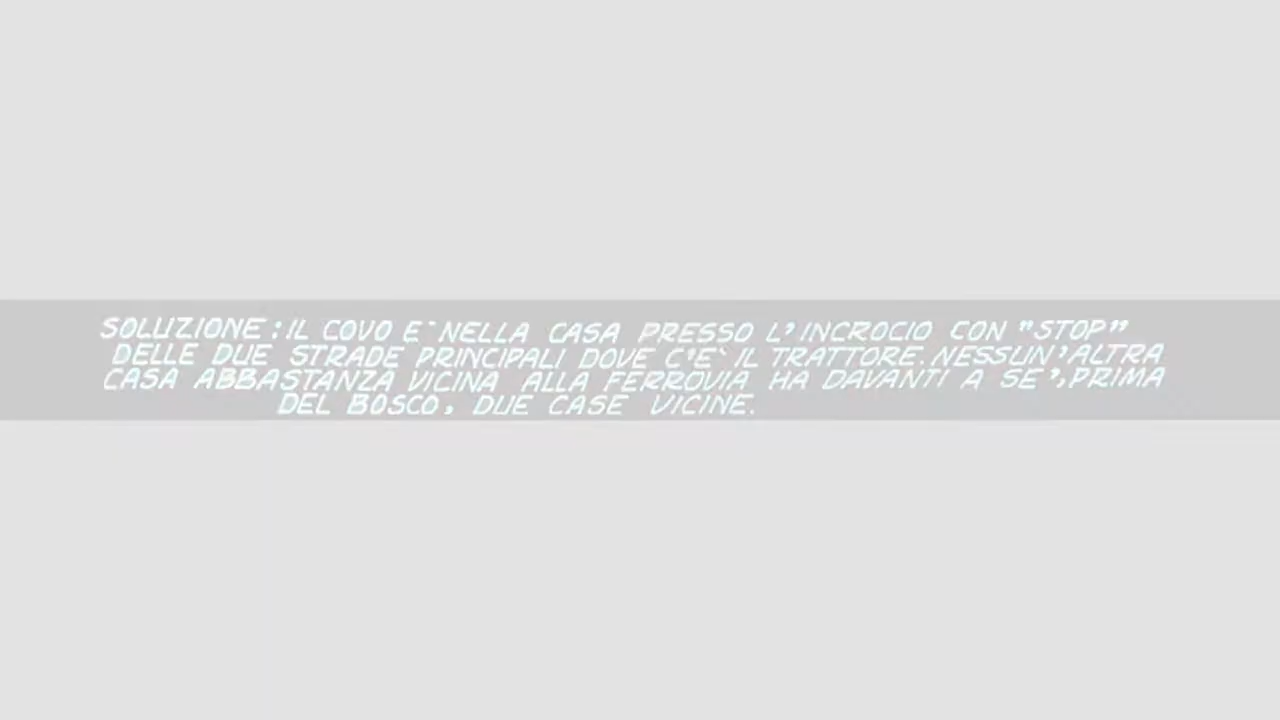 SOLUZIONE: IL COVO E` NELLA CASA PRESSO L'INCROCIO CON "STOP"
DELLE DUE STRADE PRINCIPALI DOVE C'E` IL TRATTORE. NESSUN'ALTRA
CASA ABBASTANZA VICINA ALLA FERROVIA HA DAVANTI A SE', PRIMA
DEL BOSCO, DUE CASE VICINE.